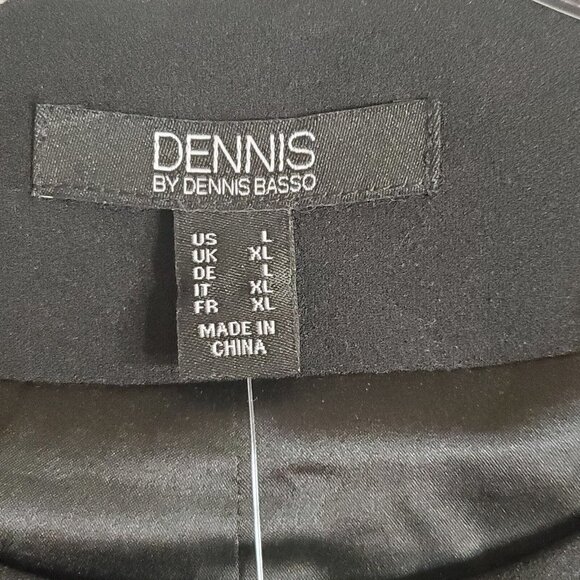 DENNIS
BY DENNIS BASSO
US L
UK XL
DE L
IT XL
FR XL
MADE IN
CHINA